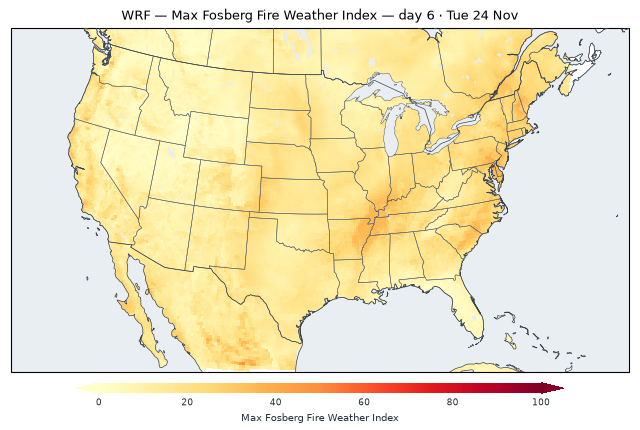 WRF — Max Fosberg Fire Weather Index — day 6 · Tue 24 Nov
0 20 40 60 80 100
Max Fosberg Fire Weather Index